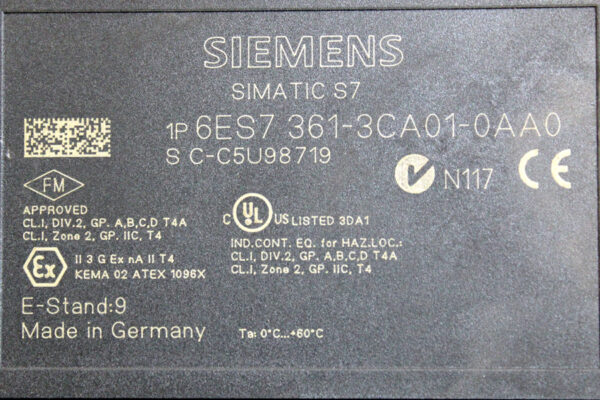 SIEMENS
SIMATIC S7
1P 6ES7 361-3CA01-0AA0
S C-C5U98719
N117 CE
FM
APPROVED
CL.I, DIV.2, GP. A,B,C,D T4A
CL.I, Zone 2, GP. IIC, T4
C UL US LISTED 3DA1
IND.CONT. EQ. for HAZ.LOC.:
CL.I, DIV.2, GP. A,B,C,D T4A
CL.I, Zone 2, GP. IIC, T4
Ex II 3 G Ex nA II T4
KEMA 02 ATEX 1096X
E-Stand:9
Made in Germany
Ta: 0°C...+60°C